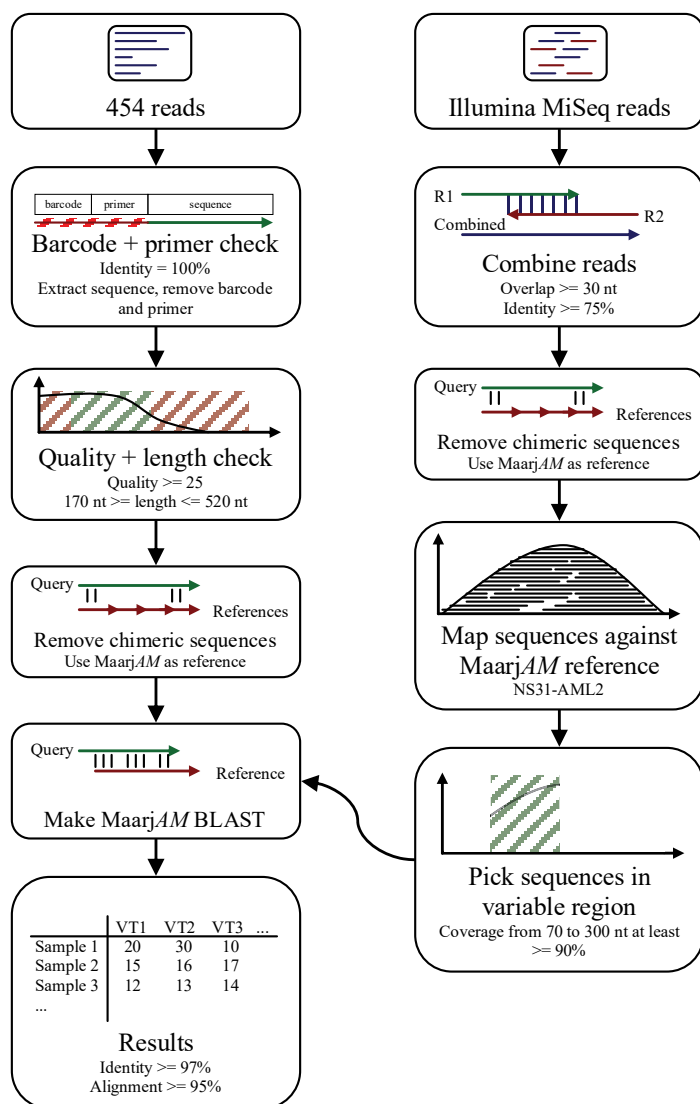 454 reads
barcode primer sequence
Barcode + primer check
Identity = 100%
Extract sequence, remove barcode
and primer
Quality + length check
Quality >= 25
170 nt >= length <= 520 nt
Query
References
Remove chimeric sequences
Use MaarjAM as reference
Query
Reference
Make MaarjAM BLAST
VT1 VT2 VT3 ...
Sample 1 20 30 10
Sample 2 15 16 17
Sample 3 12 13 14
...
Results
Identity >= 97%
Alignment >= 95%
Illumina MiSeq reads
R1
R2
Combined
Combine reads
Overlap >= 30 nt
Identity >= 75%
Query
References
Remove chimeric sequences
Use MaarjAM as reference
Map sequences against
MaarjAM reference
NS31-AML2
Pick sequences in
variable region
Coverage from 70 to 300 nt at least
>= 90%